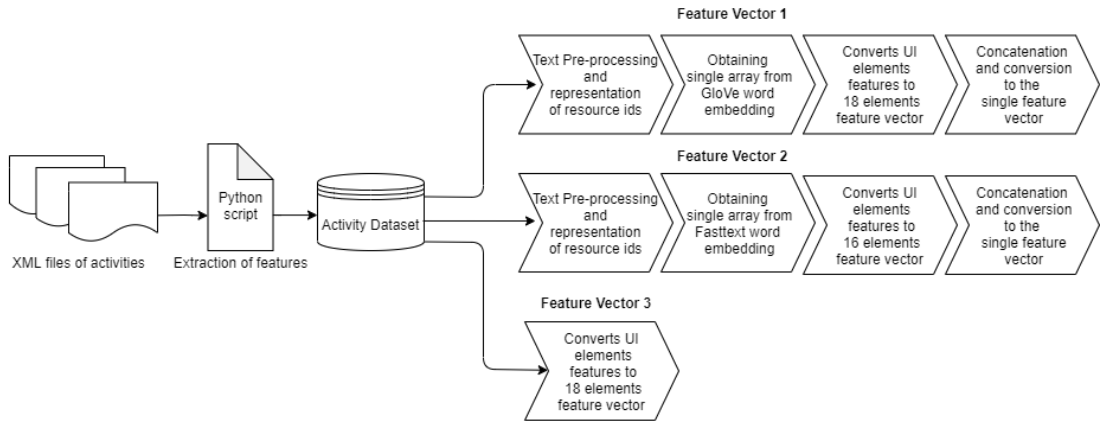 Feature Vector 1
Text Pre-processing
and
representation
of resource ids
Obtaining
single array from
GloVe word
embedding
Converts UI
elements
features to
18 elements
feature vector
Concatenation
and conversion
to the
single feature
vector
Feature Vector 2
Text Pre-processing
and
representation
of resource ids
Obtaining
single array from
Fasttext word
embedding
Converts UI
elements
features to
16 elements
feature vector
Concatenation
and conversion
to the
single feature
vector
Python
script
Activity Dataset
XML files of activities
Extraction of features
Feature Vector 3
Converts UI
elements
features to
18 elements
feature vector